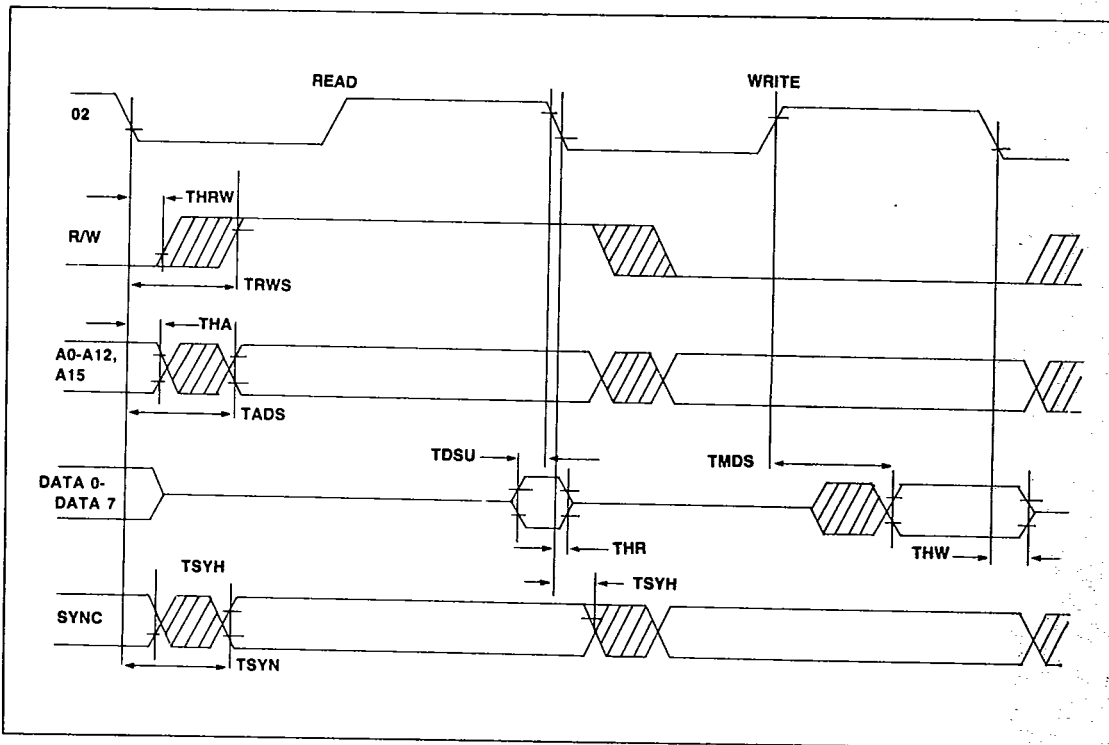 READ
WRITE
02
THRW
R/W
TRWS
THA
A0-A12,
A15
TADS
TDSU
TMDS
DATA 0-
DATA 7
THR
THW
TSYH
TSYH
SYNC
TSYN